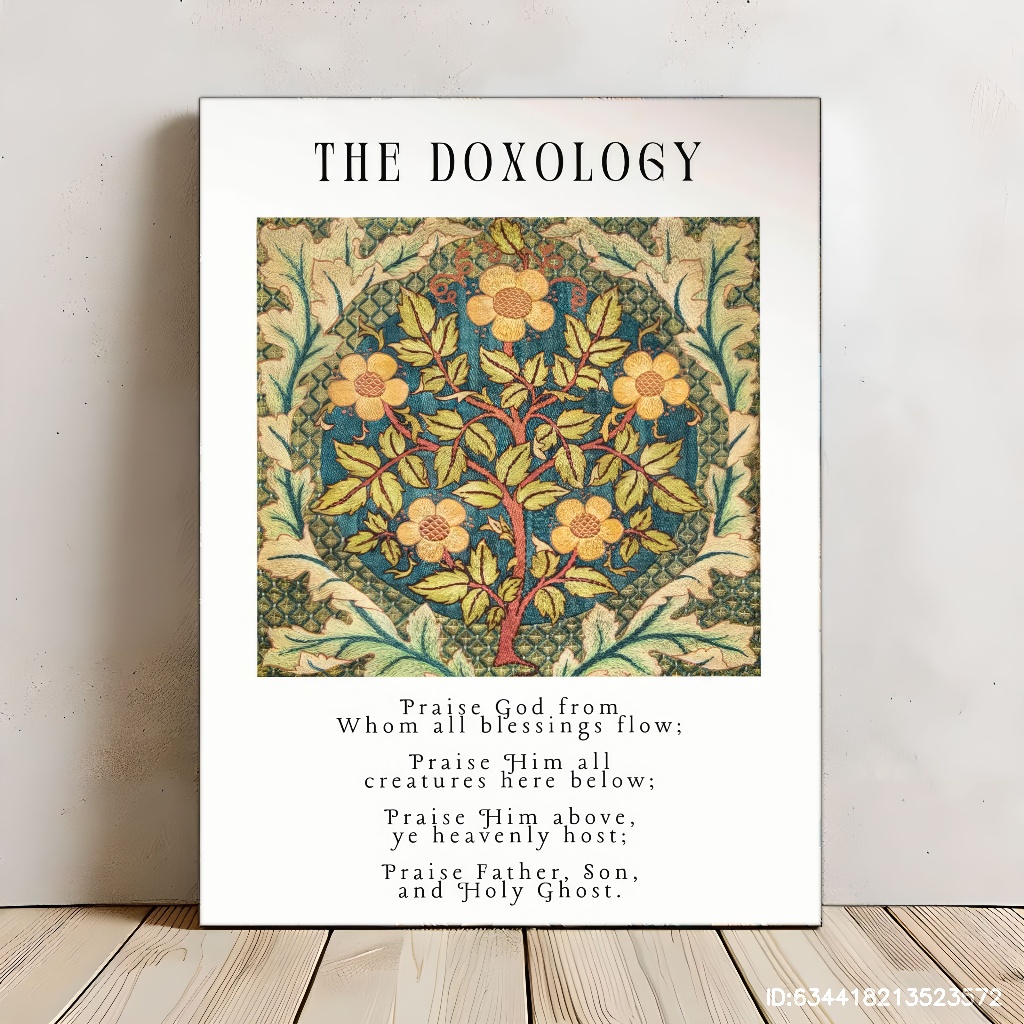 THE DOXOLOGY
Praise God from
Whom all blessings flow;
Praise Him all
creatures here below;
Praise Him above,
ye heavenly host;
Praise Father, Son,
and Holy Ghost.
ID:634418213523572